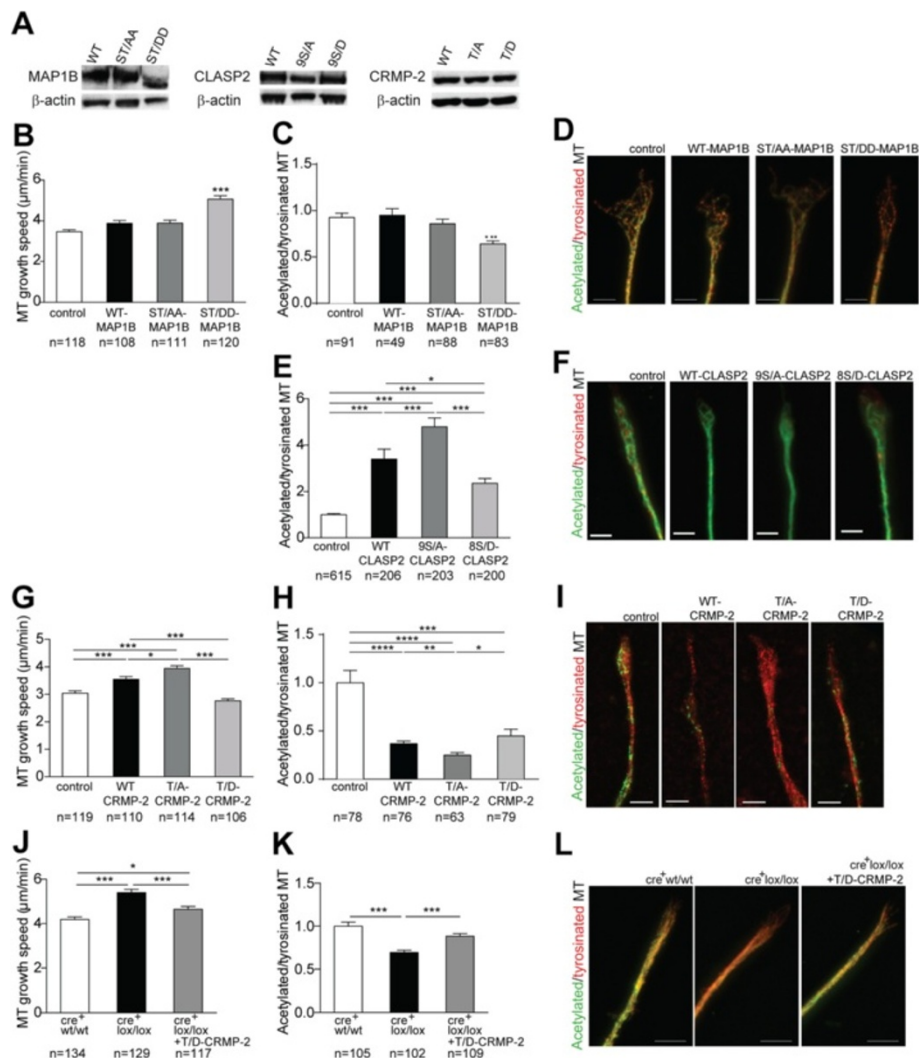 A
WT ST/AA ST/DD
MAP1B
β-actin
WT 9S/A 9S/D
CLASP2
β-actin
WT T/A T/D
CRMP-2
β-actin
B
MT growth speed (µm/min)
6
4
2
0
***
control WT-MAP1B ST/AA-MAP1B ST/DD-MAP1B
n=118 n=108 n=111 n=120
C
Acetylated/tyrosinated MT
1.5
1.0
0.5
0.0
***
control WT-MAP1B ST/AA-MAP1B ST/DD-MAP1B
n=91 n=49 n=88 n=83
D
control WT-MAP1B ST/AA-MAP1B ST/DD-MAP1B
Acetylated/tyrosinated MT
E
Acetylated/tyrosinated MT
6
4
2
0
*
***
***
*** *** ***
control WT CLASP2 9S/A-CLASP2 8S/D-CLASP2
n=615 n=206 n=203 n=200
F
control WT-CLASP2 9S/A-CLASP2 8S/D-CLASP2
Acetylated/tyrosinated MT
G
MT growth speed (µm/min)
5
4
3
2
1
0
***
***
*** * ***
control WT CRMP-2 T/A-CRMP-2 T/D-CRMP-2
n=119 n=110 n=114 n=106
H
Acetylated/tyrosinated MT
1.5
1.0
0.5
0.0
***
****
**** ** *
control WT CRMP-2 T/A-CRMP-2 T/D-CRMP-2
n=78 n=76 n=63 n=79
I
control WT-CRMP-2 T/A-CRMP-2 T/D-CRMP-2
Acetylated/tyrosinated MT
J
MT growth speed (µm/min)
6
4
2
0
*
*** ***
cre+ wt/wt cre+ lox/lox cre+ lox/lox +T/D-CRMP-2
n=134 n=129 n=117
K
Acetylated/tyrosinated MT
1.5
1.0
0.5
0.0
*** ***
cre+ wt/wt cre+ lox/lox cre+ lox/lox +T/D-CRMP-2
n=105 n=102 n=109
L
cre+wt/wt cre+lox/lox cre+lox/lox +T/D-CRMP-2
Acetylated/tyrosinated MT